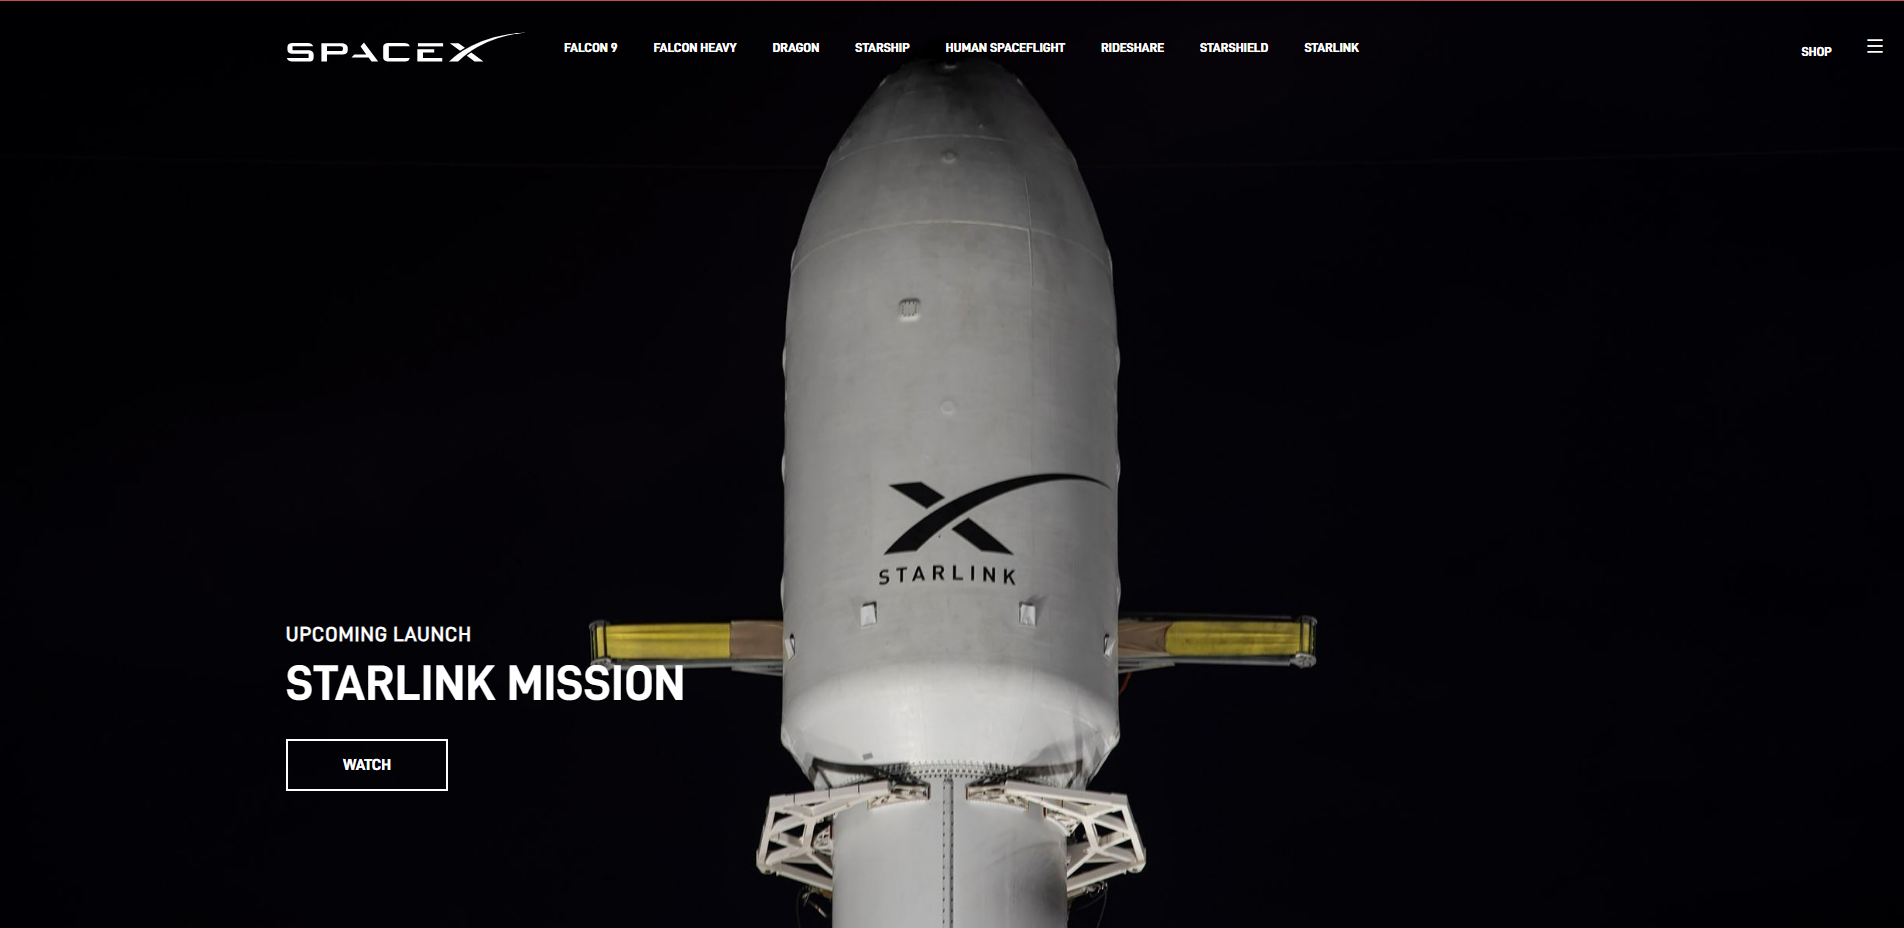 SPACEX
FALCON 9
FALCON HEAVY
DRAGON
STARSHIP
HUMAN SPACEFLIGHT
RIDESHARE
STARSHIELD
STARLINK
SHOP
X
STARLINK
UPCOMING LAUNCH
STARLINK MISSION
WATCH